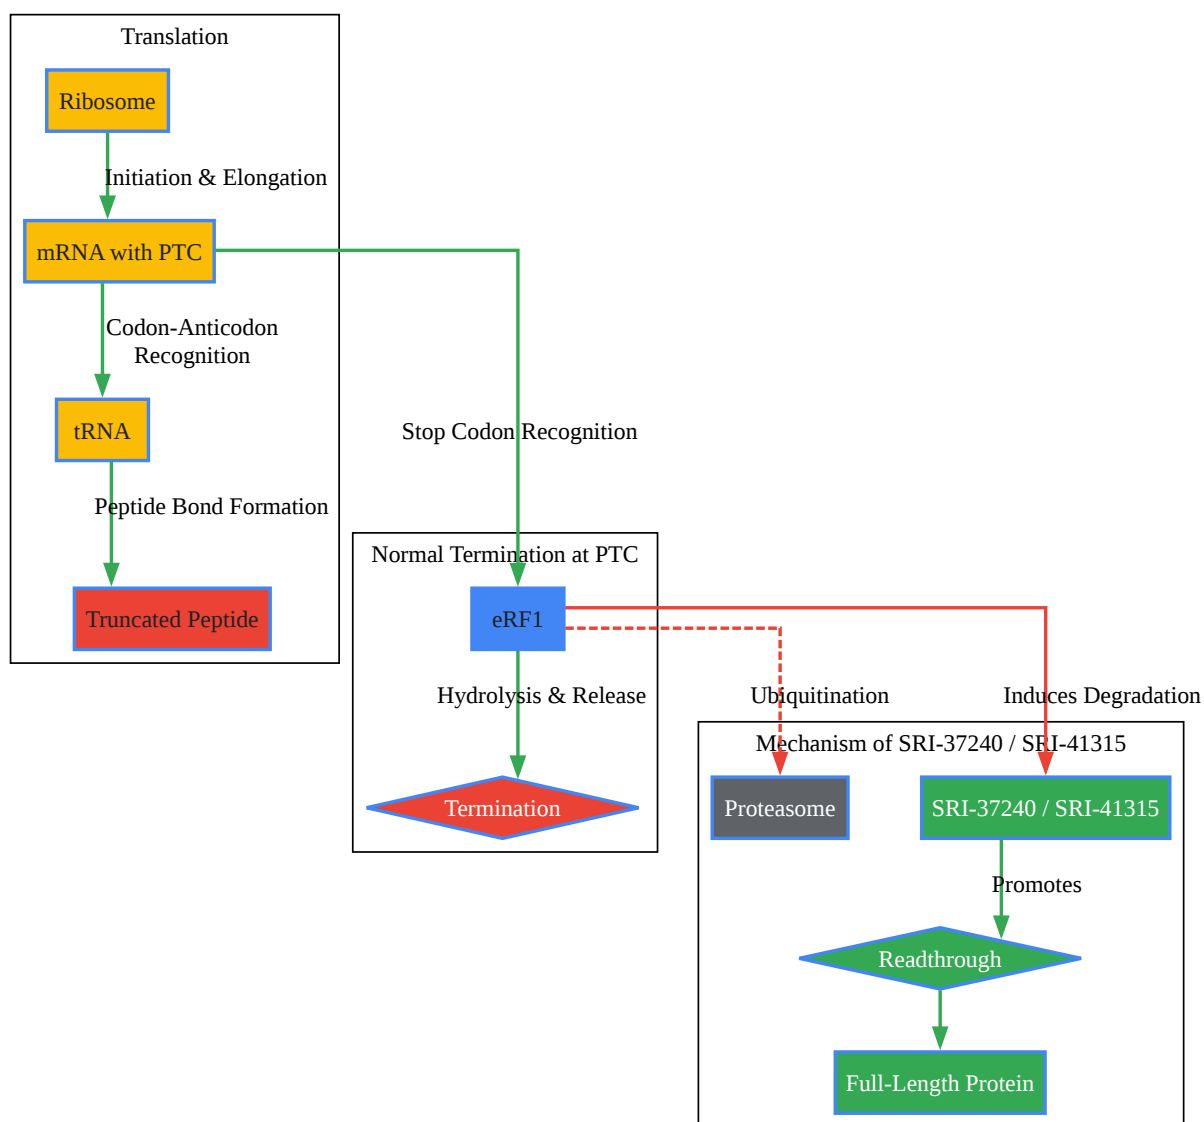 Translation
Ribosome
Initiation & Elongation
mRNA with PTC
Codon-Anticodon
Recognition
tRNA
Stop Codon Recognition
Peptide Bond Formation
Normal Termination at PTC
Truncated Peptide
eRF1
Hydrolysis & Release
Ubiquitination
Induces Degradation
Mechanism of SRI-37240 / SRI-41315
Termination
Proteasome
SRI-37240 / SRI-41315
Promotes
Readthrough
Full-Length Protein